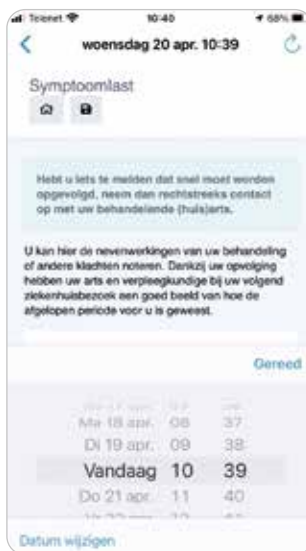 Telenet 10:40 68%
woensdag 20 apr. 10:39
Symptoomlast
Hebt u iets te melden dat snel moet worden
opgevolgd, neem dan rechtstreeks contact
op met uw behandelende (huis)arts.
U kan hier de nevenwerkingen van uw behandeling
of andere klachten noteren. Dankzij uw opvolging
hebben uw arts en verpleegkundige bij uw volgend
ziekenhuisbezoek een goed beeld van hoe de
afgelopen periode voor u is geweest.
Gereed
Ma 18 apr. 08 37
Di 19 apr. 09 38
Vandaag 10 39
Do 21 apr. 11 40
Datum wijzigen